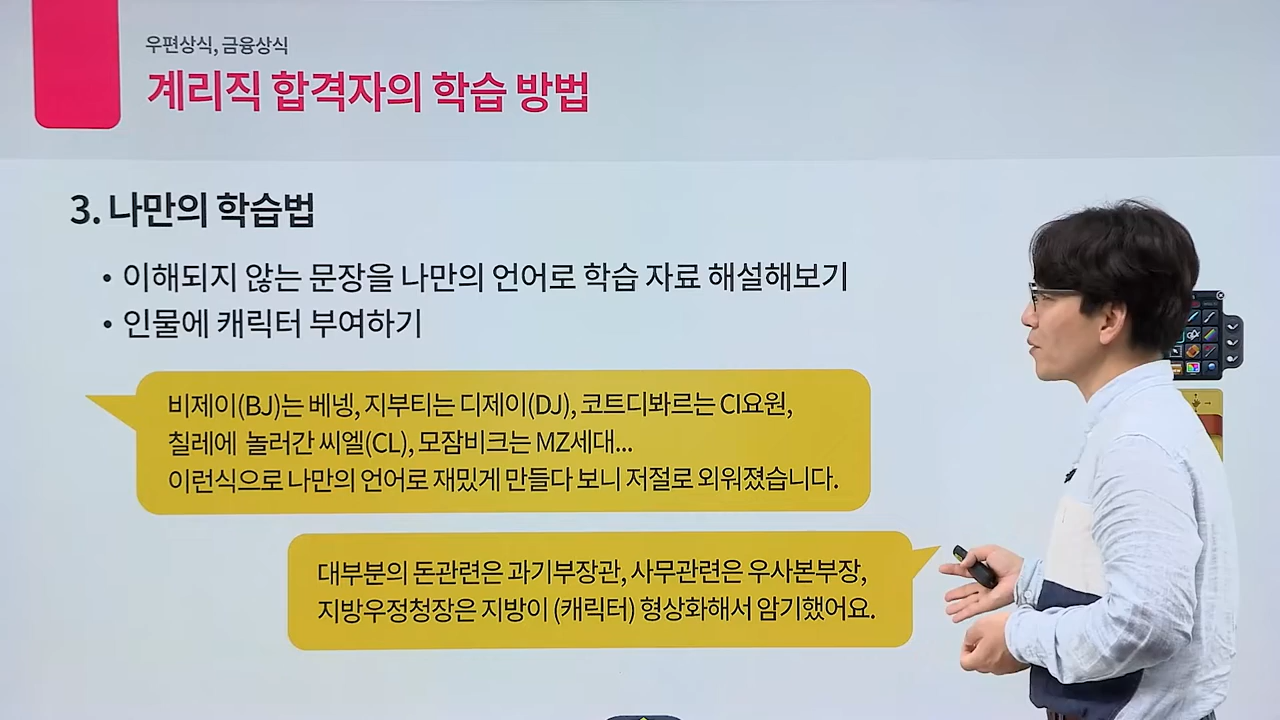 우편상식, 금융상식
계리직 합격자의 학습 방법
3. 나만의 학습법
• 이해되지 않는 문장을 나만의 언어로 학습 자료 해설해보기
• 인물에 캐릭터 부여하기
비제이(BJ)는 베넹, 지부티는 디제이(DJ), 코트디봐르는 CI요원,
칠레에 놀러간 씨엘(CL), 모잠비크는 MZ세대...
이런식으로 나만의 언어로 재밌게 만들다 보니 저절로 외워졌습니다.
대부분의 돈관련은 과기부장관, 사무관련은 우사본부장,
지방우정청장은 지방이 (캐릭터) 형상화해서 암기했어요.